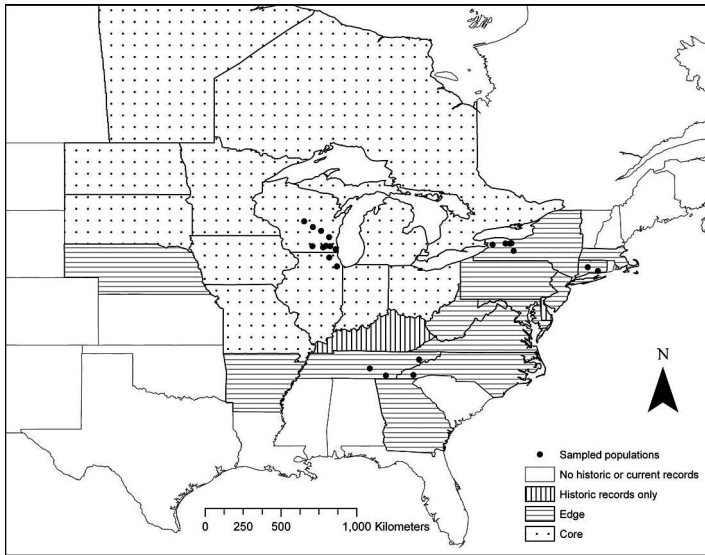 N
Sampled populations
No historic or current records
Historic records only
Edge
Core
0 250 500 1,000 Kilometers